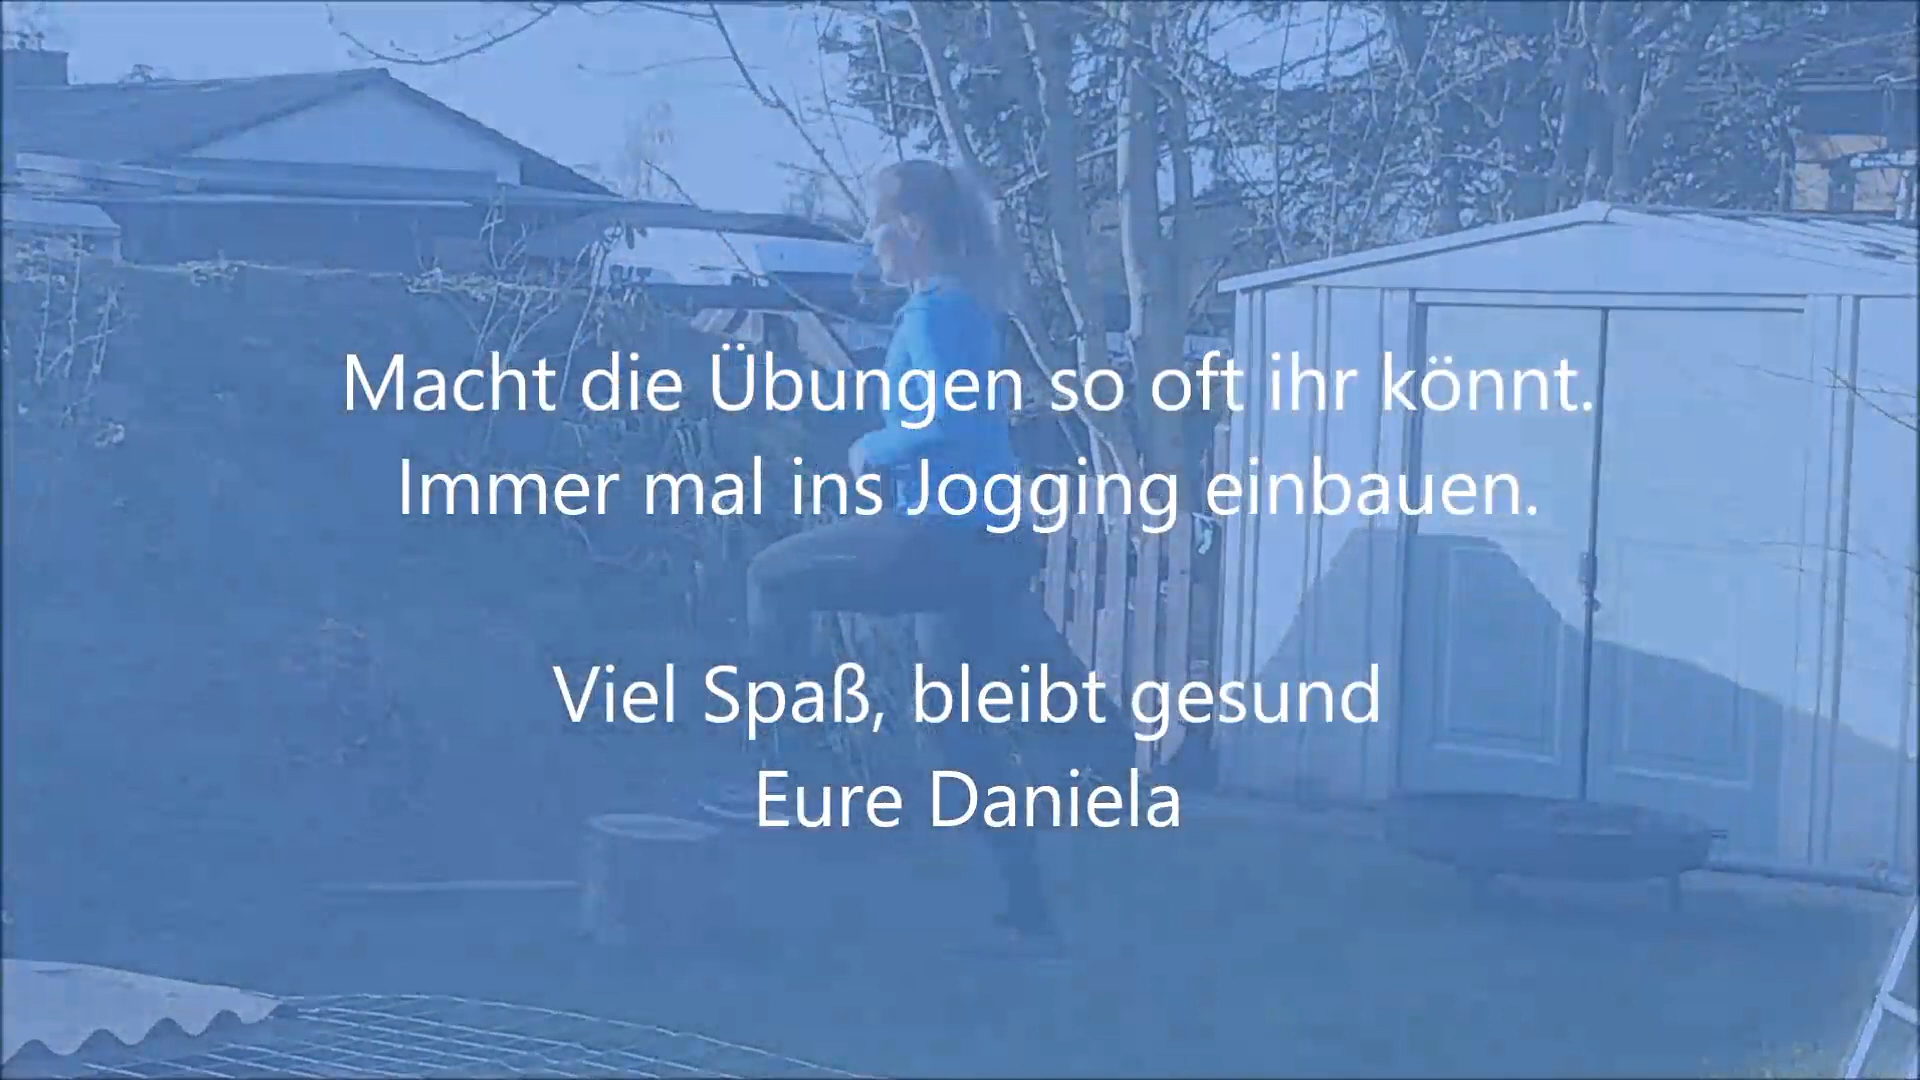 Macht die Übungen so oft ihr könnt.
Immer mal ins Jogging einbauen.
Viel Spaß, bleibt gesund
Eure Daniela